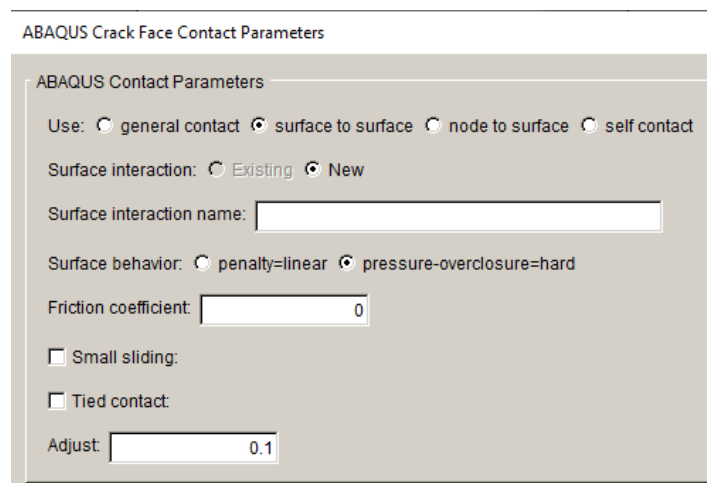 ABAQUS Crack Face Contact Parameters
ABAQUS Contact Parameters
Use: general contact surface to surface node to surface self contact
Surface interaction: Existing New
Surface interaction name:
Surface behavior: penalty=linear pressure-overclosure=hard
Friction coefficient: 0
Small sliding:
Tied contact:
Adjust: 0.1